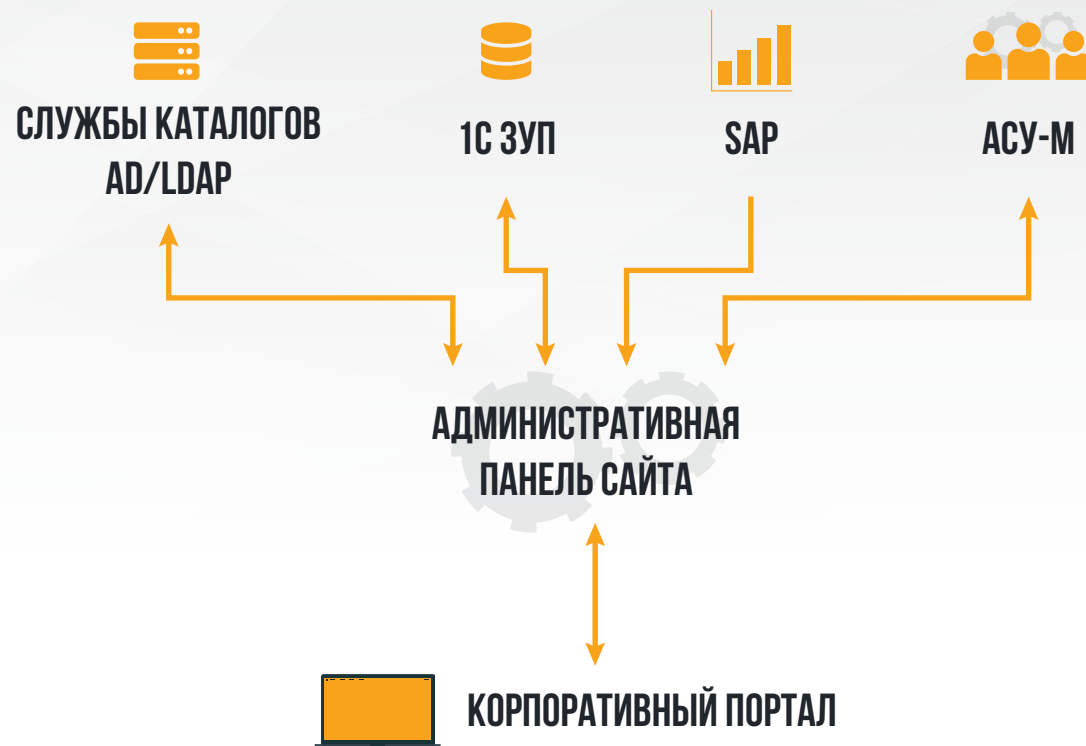 СЛУЖБЫ КАТАЛОГОВ
AD/LDAP
1С ЗУП
SAP
АСУ-М
АДМИНИСТРАТИВНАЯ
ПАНЕЛЬ САЙТА
КОРПОРАТИВНЫЙ ПОРТАЛ